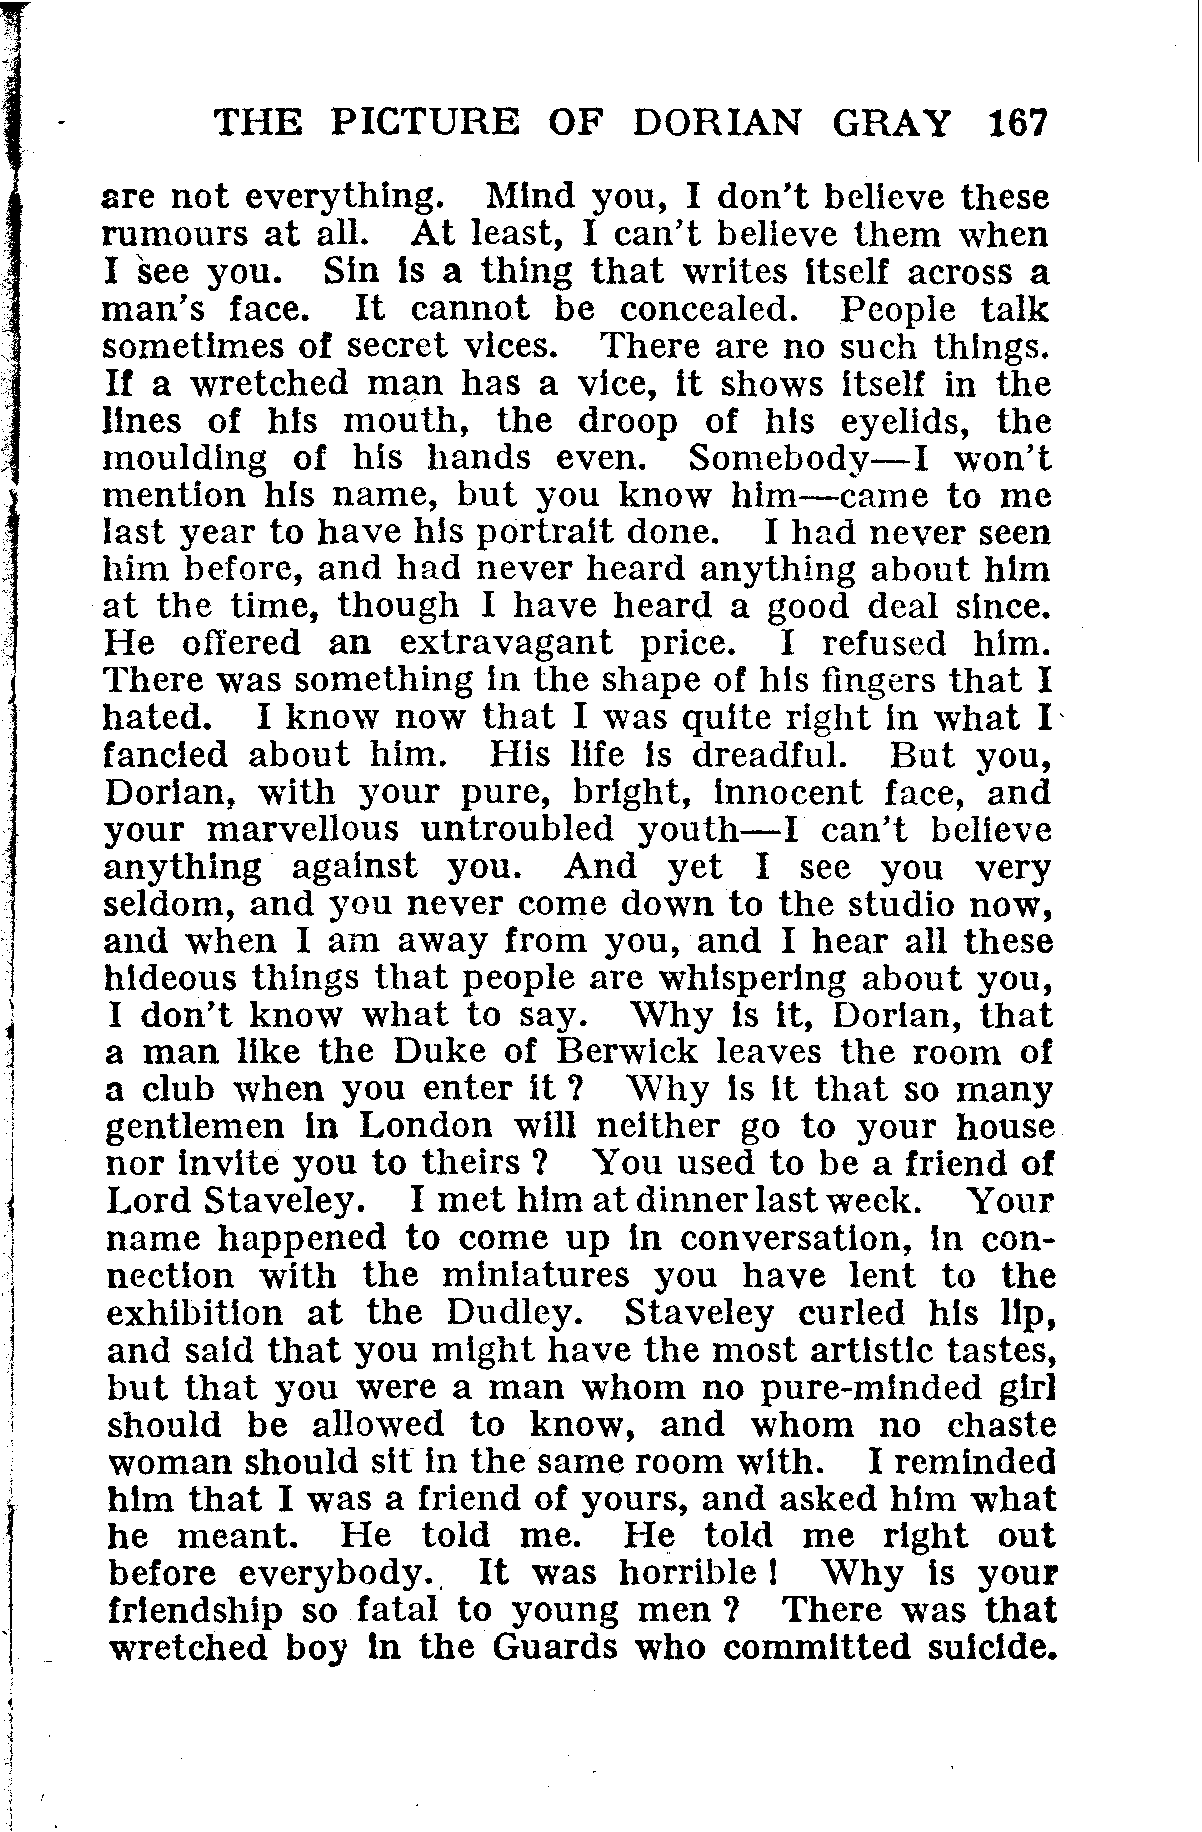 THE PICTURE OF DORIAN GRAY 167
are not everything. Mind you, I don't believe these
rumours at all. At least, I can't believe them when
I see you. Sin is a thing that writes itself across a
man's face. It cannot be concealed. People talk
sometimes of secret vices. There are no such things.
If a wretched man has a vice, it shows itself in the
lines of his mouth, the droop of his eyelids, the
moulding of his hands even. Somebody—I won't
mention his name, but you know him—came to me
last year to have his portrait done. I had never seen
him before, and had never heard anything about him
at the time, though I have heard a good deal since.
He offered an extravagant price. I refused him.
There was something in the shape of his fingers that I
hated. I know now that I was quite right in what I
fancied about him. His life is dreadful. But you,
Dorian, with your pure, bright, innocent face, and
your marvellous untroubled youth—I can't believe
anything against you. And yet I see you very
seldom, and you never come down to the studio now,
and when I am away from you, and I hear all these
hideous things that people are whispering about you,
I don't know what to say. Why is it, Dorian, that
a man like the Duke of Berwick leaves the room of
a club when you enter it ? Why is it that so many
gentlemen in London will neither go to your house
nor invite you to theirs ? You used to be a friend of
Lord Staveley. I met him at dinner last week. Your
name happened to come up in conversation, in con-
nection with the miniatures you have lent to the
exhibition at the Dudley. Staveley curled his lip,
and said that you might have the most artistic tastes,
but that you were a man whom no pure-minded girl
should be allowed to know, and whom no chaste
woman should sit in the same room with. I reminded
him that I was a friend of yours, and asked him what
he meant. He told me. He told me right out
before everybody. It was horrible ! Why is your
friendship so fatal to young men ? There was that
wretched boy in the Guards who committed suicide.